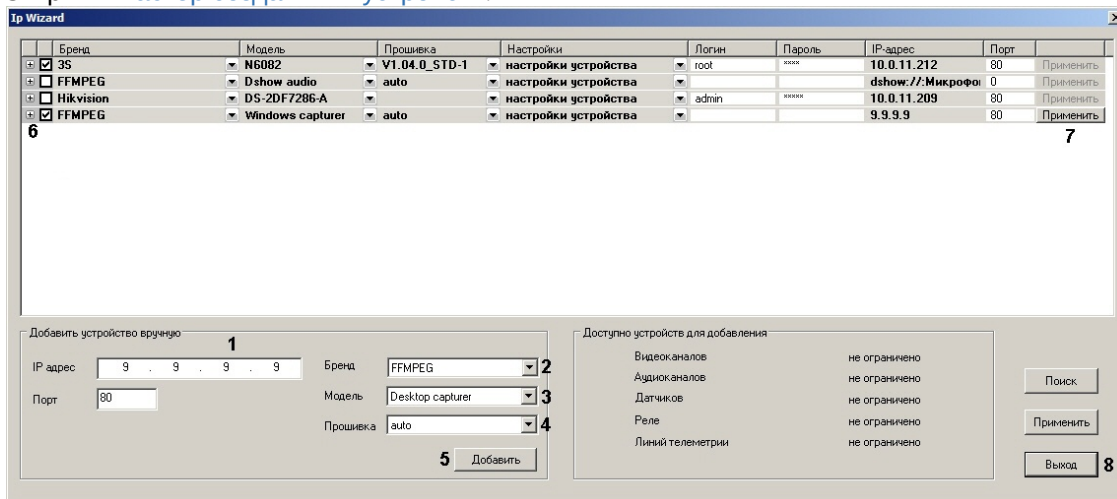 Ip Wizard
Бренд Модель Прошивка Настройки Логин Пароль IP-адрес Порт
3S N6082 V1.04.0_STD-1 настройки устройства root **** 10.0.11.212 80 Применить
FFMPEG Dshow audio auto настройки устройства dshow://:Микрофо 0 Применить
Hikvision DS-2DF7286-A настройки устройства admin ***** 10.0.11.209 80 Применить
FFMPEG Windows capturer auto настройки устройства 9.9.9.9 80 Применить
6 7
Добавить устройство вручную
1
IP адрес 9 . 9 . 9 . 9
Порт 80
Бренд FFMPEG 2
Модель Desktop capturer 3
Прошивка auto 4
5 Добавить
Доступно устройств для добавления
Видеоканалов не ограничено
Аудиоканалов не ограничено
Датчиков не ограничено
Реле не ограничено
Линий телеметрии не ограничено
Поиск
Применить
Выход 8